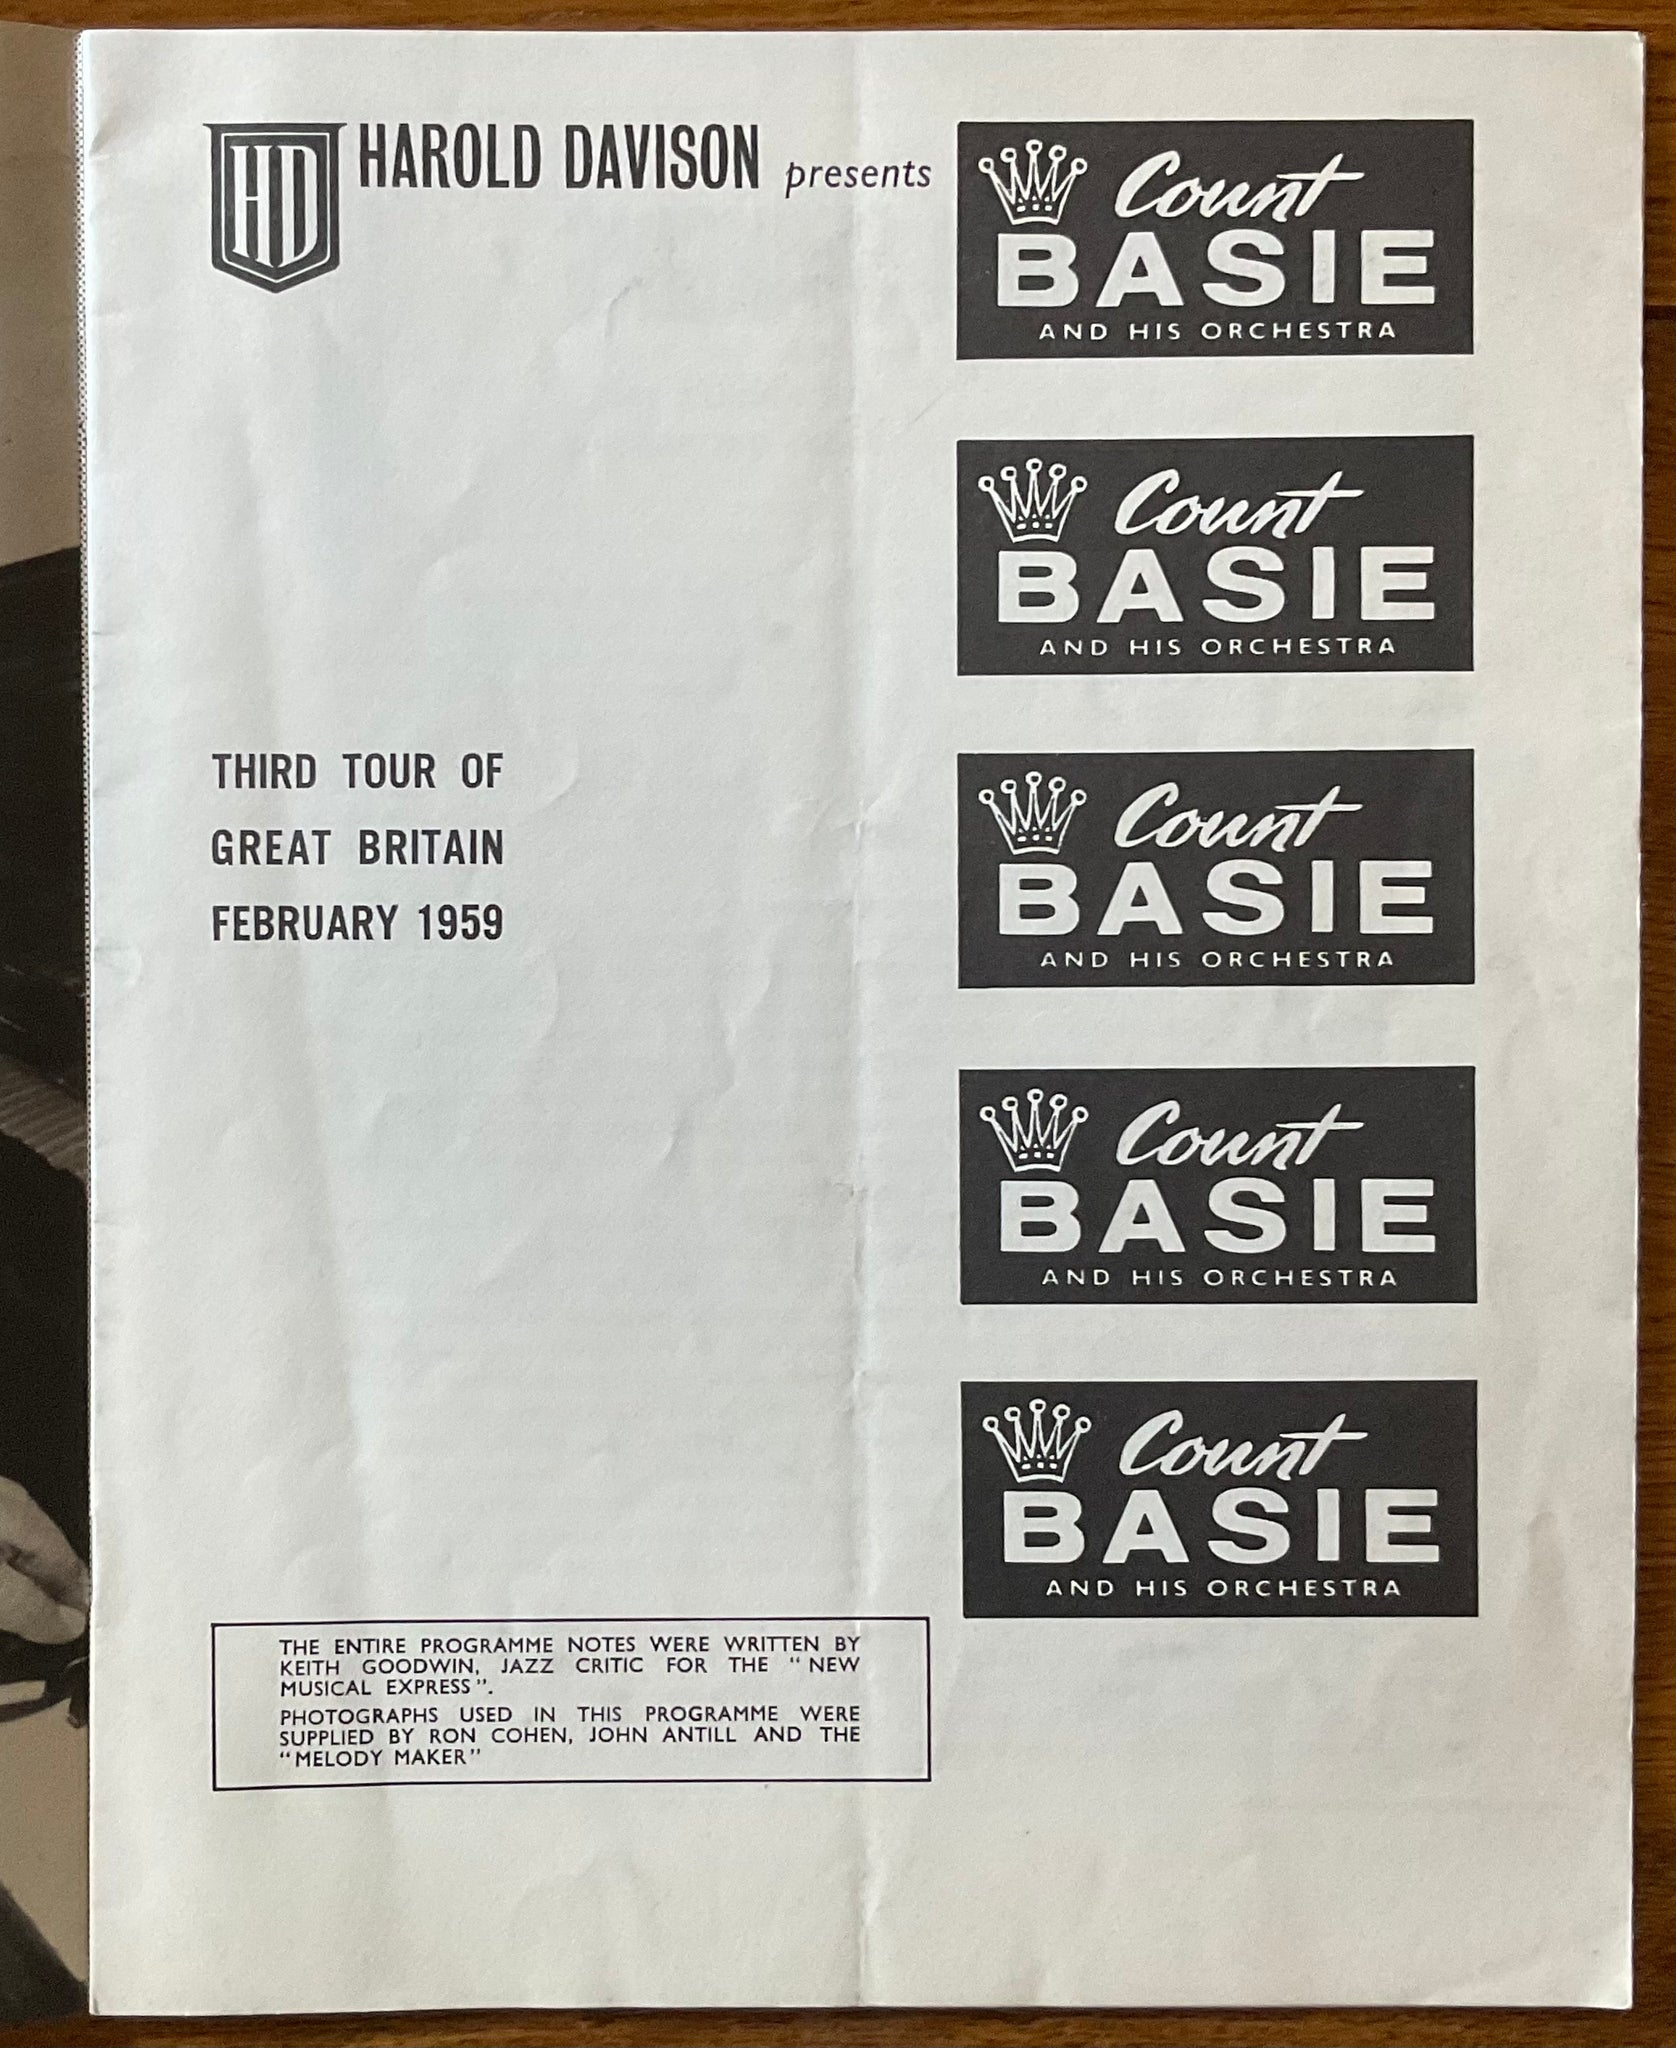 HD
HAROLD DAVISON presents
Count
BASIE
AND HIS ORCHESTRA
Count
BASIE
AND HIS ORCHESTRA
THIRD TOUR OF
GREAT BRITAIN
FEBRUARY 1959
Count
BASIE
AND HIS ORCHESTRA
Count
BASIE
AND HIS ORCHESTRA
Count
BASIE
AND HIS ORCHESTRA
THE ENTIRE PROGRAMME NOTES WERE WRITTEN BY
KEITH GOODWIN, JAZZ CRITIC FOR THE "NEW
MUSICAL EXPRESS".
PHOTOGRAPHS USED IN THIS PROGRAMME WERE
SUPPLIED BY RON COHEN, JOHN ANTILL AND THE
"MELODY MAKER"